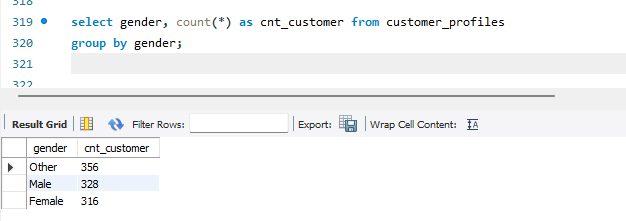 318
319 select gender, count(*) as cnt_customer from customer_profiles
320 group by gender;
321
322
Result Grid Filter Rows: Export: Wrap Cell Content:
gender cnt_customer
Other 356
Male 328
Female 316